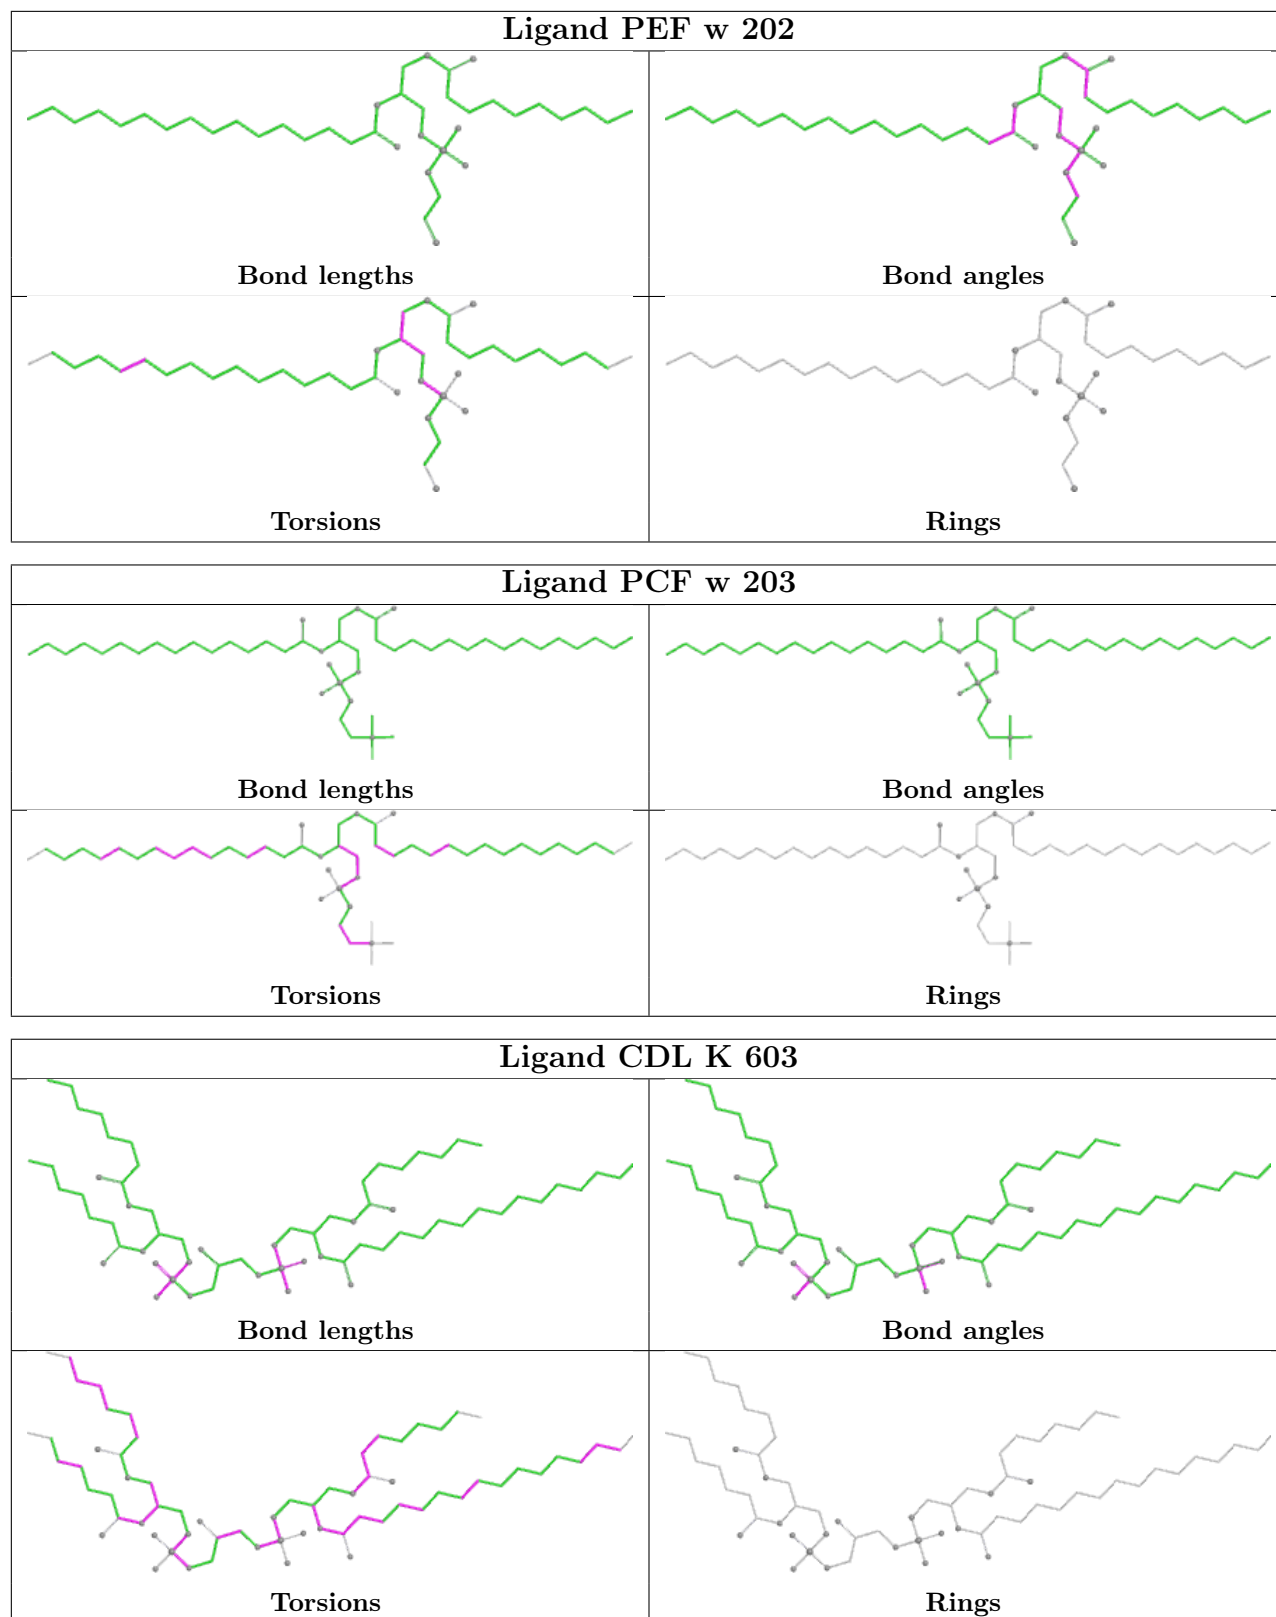 Ligand PEF w 202
Bond lengths
Bond angles
Torsions
Rings
Ligand PCF w 203
Bond lengths
Bond angles
Torsions
Rings
Ligand CDL K 603
Bond lengths
Bond angles
Torsions
Rings